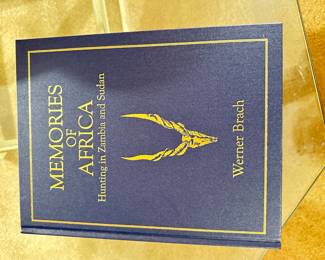 MEMORIES
OF
AFRICA
Hunting in Zambia and Sudan
Werner Brach